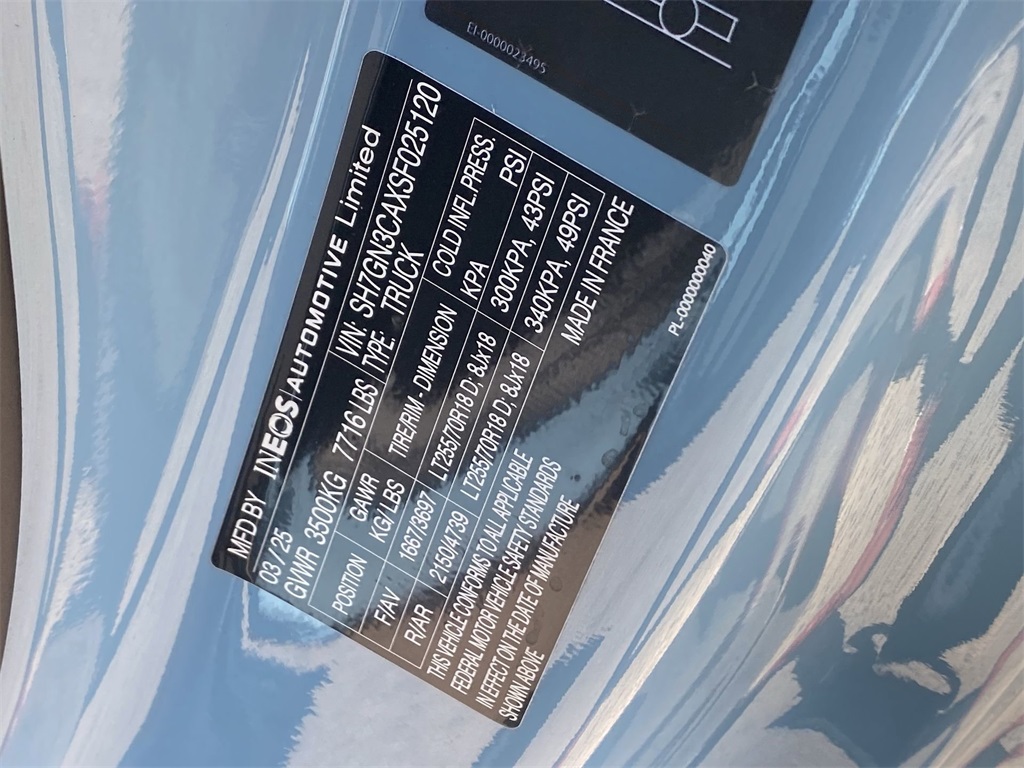 EI-0000023495
MFD BY INEOS AUTOMOTIVE Limited
03 / 25 VIN: SH7GN3CAXSF025120
GVWR 3500KG 7716 LBS TYPE: TRUCK
POSITION GAWR TIRE/RIM - DIMENSION COLD INFL.PRESS.
KG/ LBS KPA PSI
F/AV 1667/3697 LT255/70R18 D; 8Jx18 300KPA, 43PSI
R/AR 2150/4739 LT255/70R18 D; 8Jx18 340KPA, 49PSI
THIS VEHICLE CONFORMS TO ALL APPLICABLE MADE IN FRANCE
FEDERAL MOTOR VEHICLE SAFETY STANDARDS
IN EFFECT ON THE DATE OF MANUFACTURE
SHOWN ABOVE
PL-0000000040